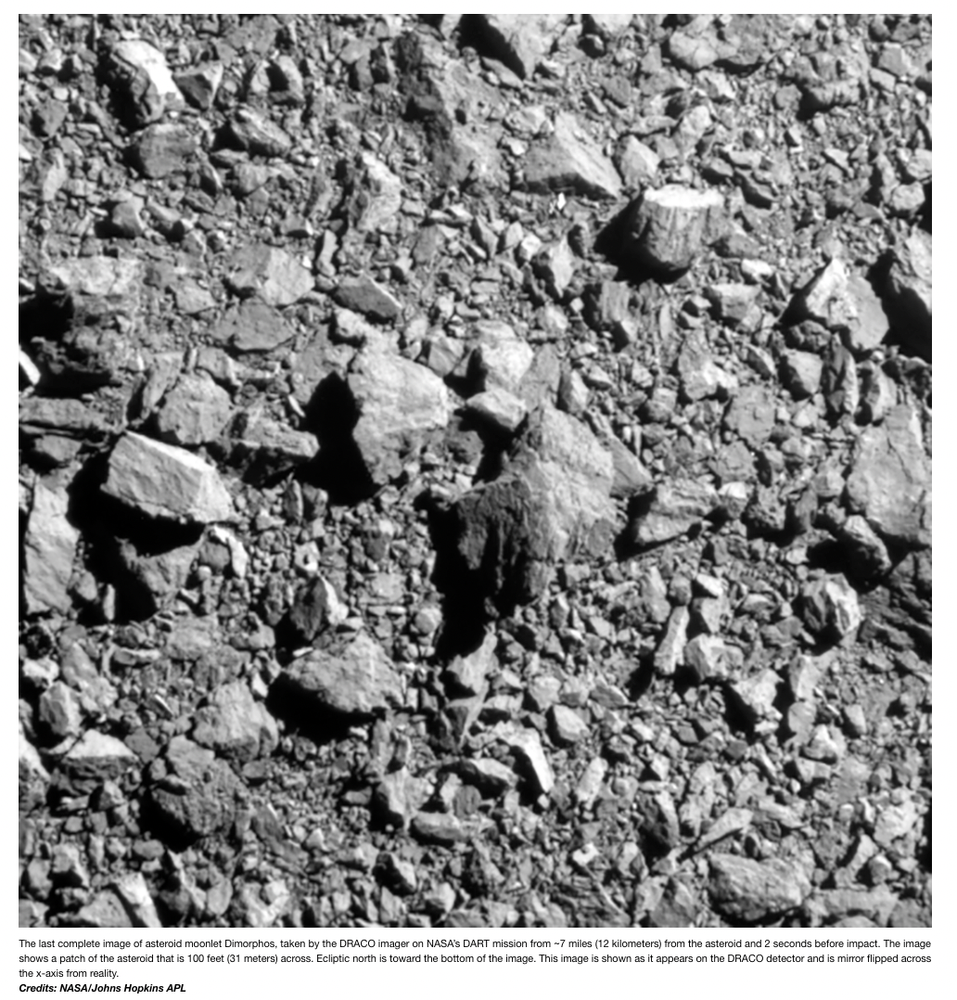 The last complete image of asteroid moonlet Dimorphos, taken by the DRACO imager on NASA's DART mission from ~7 miles (12 kilometers) from the asteroid and 2 seconds before impact. The image
shows a patch of the asteroid that is 100 feet (31 meters) across. Ecliptic north is toward the bottom of the image. This image is shown as it appears on the DRACO detector and is mirror flipped across
the x-axis from reality.
Credits: NASA/Johns Hopkins APL